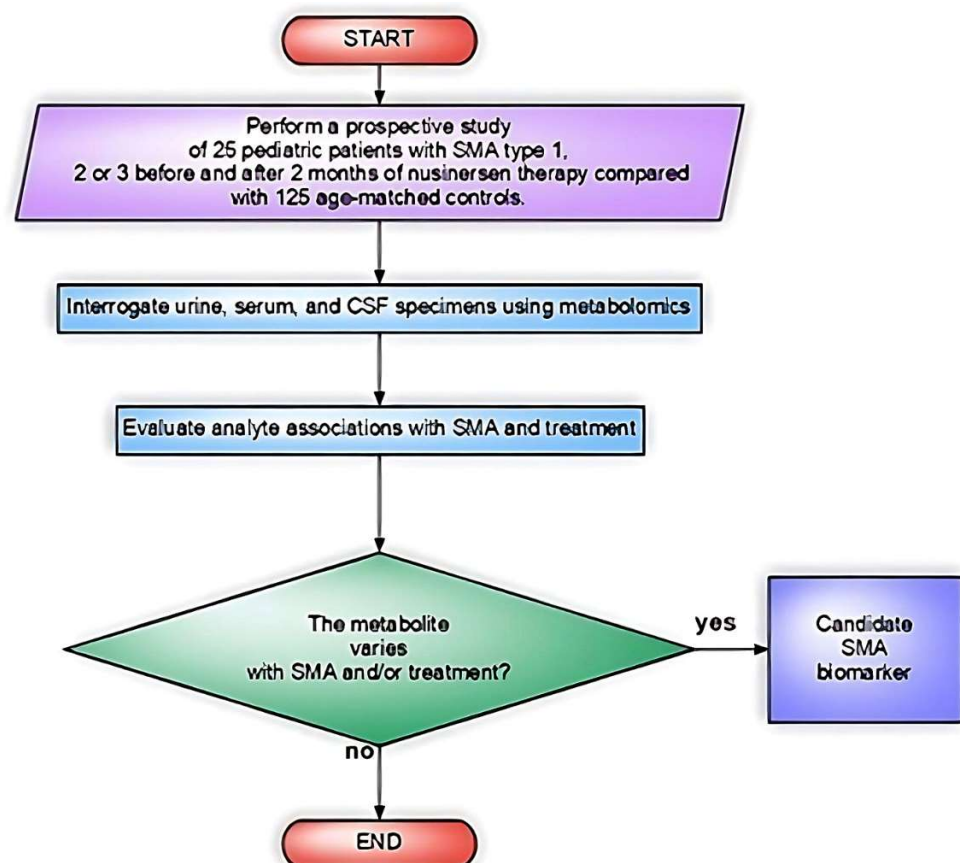 START
Perform a prospective study
of 25 pediatric patients with SMA type 1,
2 or 3 before and after 2 months of nusinersen therapy compared
with 125 age-matched controls.
Interrogate urine, serum, and CSF specimens using metabolomics
Evaluate analyte associations with SMA and treatment
The metabolite
varies
with SMA and/or treatment?
yes
Candidate
SMA
biomarker
no
END